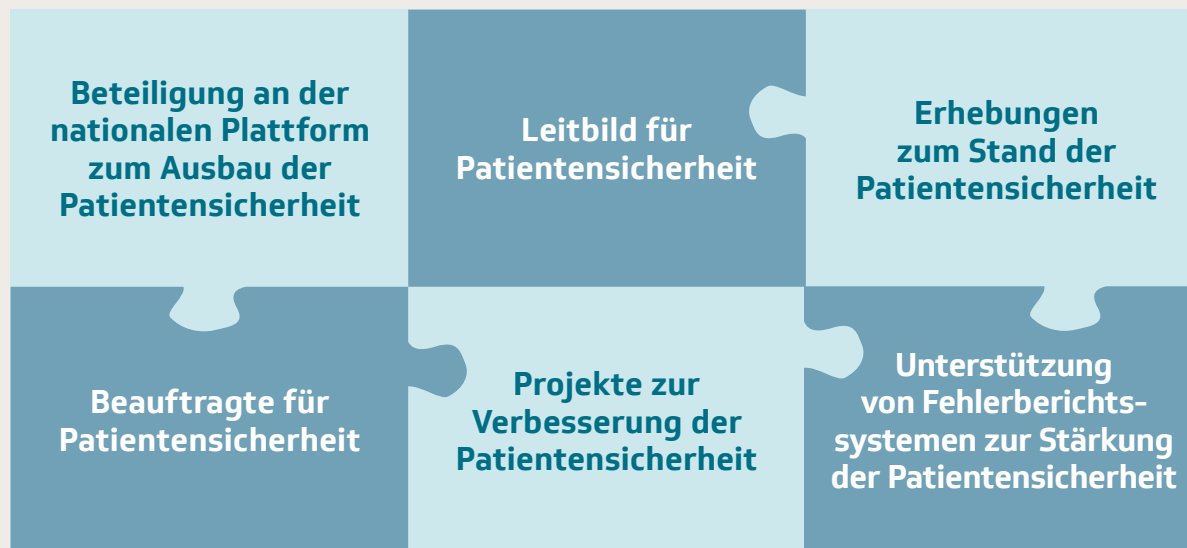 Beteiligung an der
nationalen Plattform
zum Ausbau der
Patientensicherheit
Leitbild für
Patientensicherheit
Erhebungen
zum Stand der
Patientensicherheit
Beauftragte für
Patientensicherheit
Projekte zur
Verbesserung der
Patientensicherheit
Unterstützung
von Fehlerberichts-
systemen zur Stärkung
der Patientensicherheit